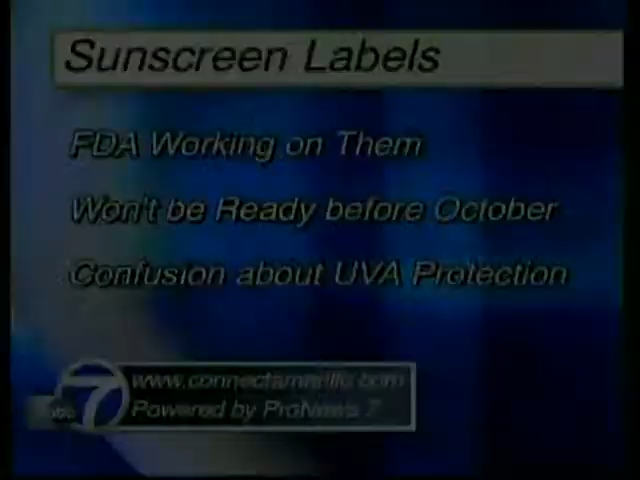 Sunscreen Labels
FDA Working on Them
Won't be Ready before October
Confusion about UVA Protection
www.connectamarillo.com
abc 7
Powered by ProNews 7